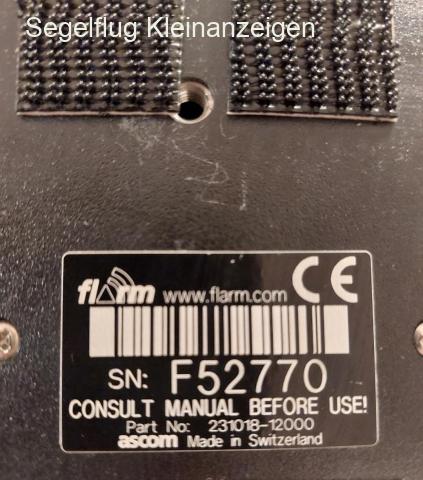 Segelflug Kleinanzeigen
flarm www.flarm.com CE
SN: F52770
CONSULT MANUAL BEFORE USE!
Part No: 231018-12000
ascom Made in Switzerland